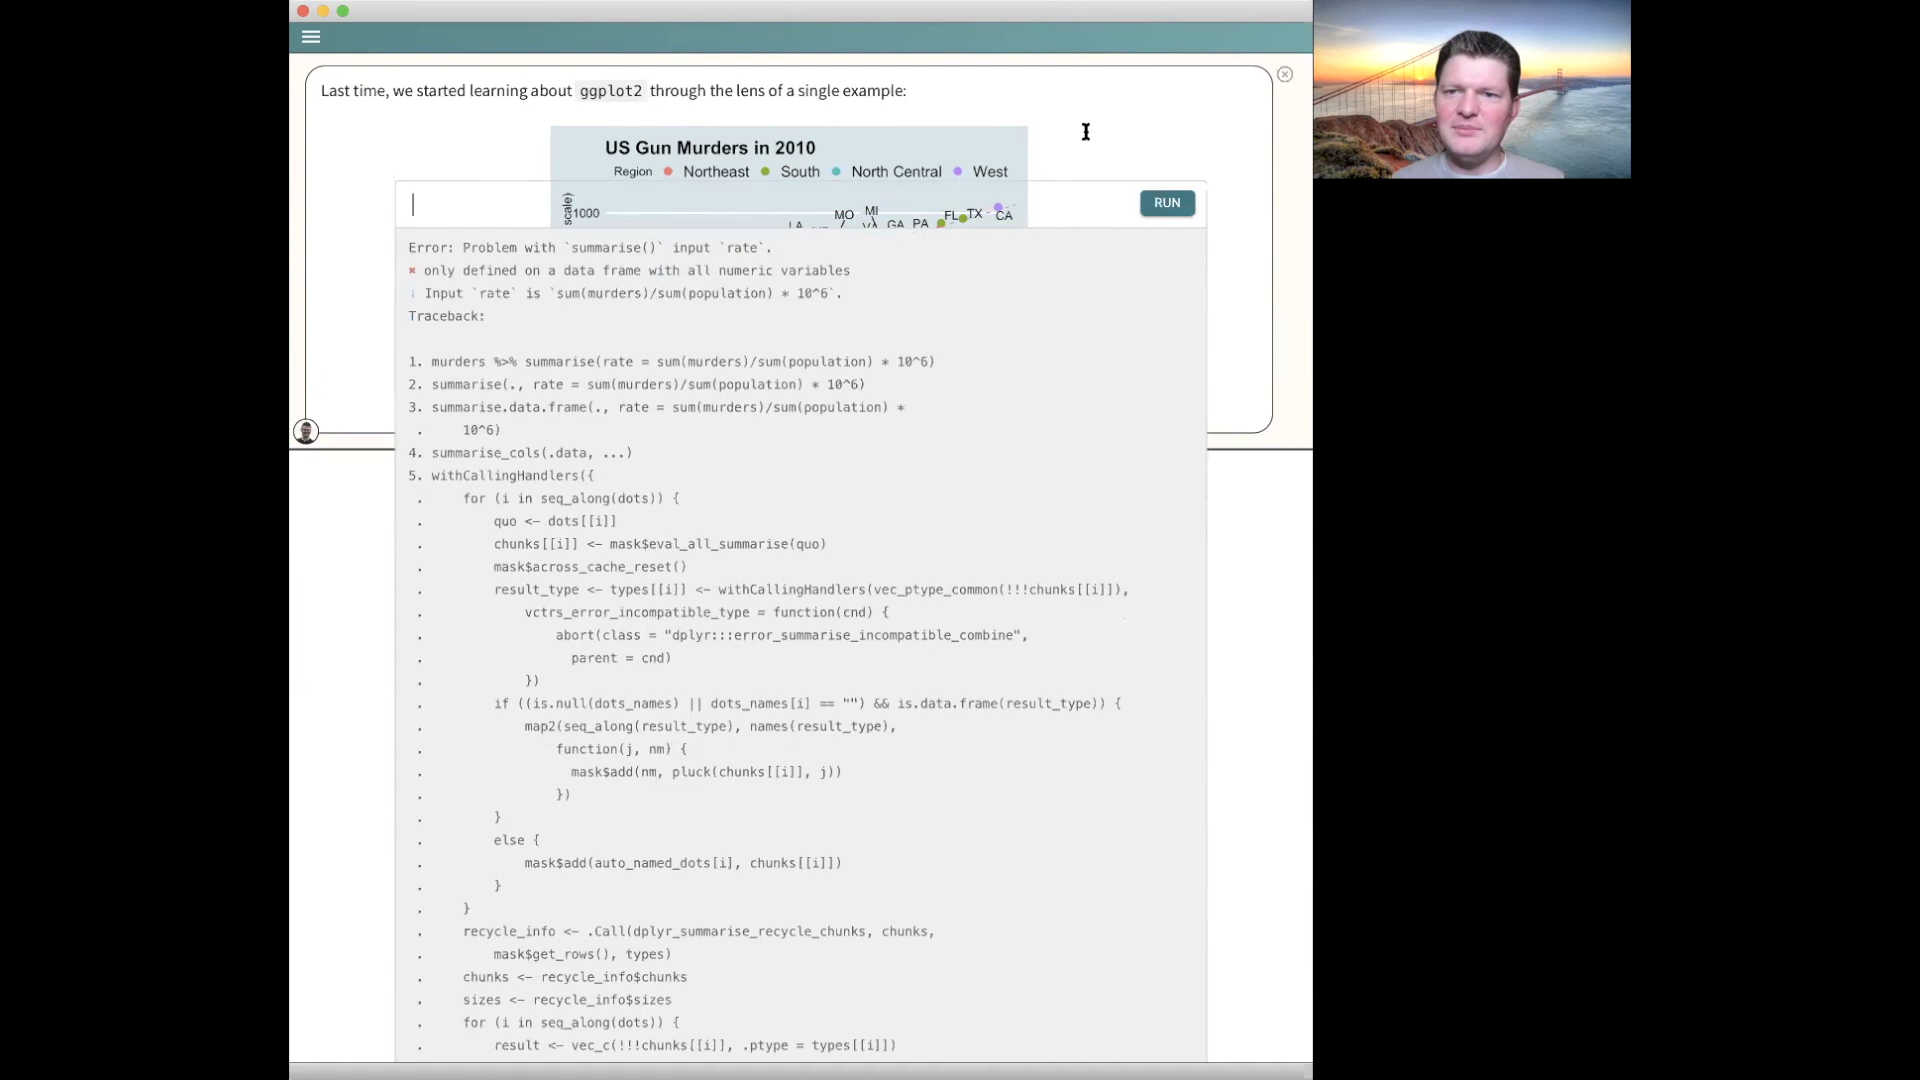 Last time, we started learning about ggplot2 through the lens of a single example:
US Gun Murders in 2010
Region Northeast South North Central West
scale)
1000
MO MI FL TX CA
LA GA PA
RUN
Error: Problem with `summarise()` input `rate`.
✖ only defined on a data frame with all numeric variables
ℹ Input `rate` is `sum(murders)/sum(population) * 10^6`.
Traceback:
1. murders %>% summarise(rate = sum(murders)/sum(population) * 10^6)
2. summarise(., rate = sum(murders)/sum(population) * 10^6)
3. summarise.data.frame(., rate = sum(murders)/sum(population) *
 .     10^6)
4. summarise_cols(.data, ...)
5. withCallingHandlers({
 .     for (i in seq_along(dots)) {
 .         quo <- dots[[i]]
 .         chunks[[i]] <- mask$eval_all_summarise(quo)
 .         mask$across_cache_reset()
 .         result_type <- types[[i]] <- withCallingHandlers(vec_ptype_common(!!!chunks[[i]]),
 .             vctrs_error_incompatible_type = function(cnd) {
 .                 abort(class = "dplyr:::error_summarise_incompatible_combine",
 .                   parent = cnd)
 .             })
 .         if ((is.null(dots_names) || dots_names[i] == "") && is.data.frame(result_type)) {
 .             map2(seq_along(result_type), names(result_type),
 .                 function(j, nm) {
 .                   mask$add(nm, pluck(chunks[[i]], j))
 .                 })
 .         }
 .         else {
 .             mask$add(auto_named_dots[i], chunks[[i]])
 .         }
 .     }
 .     recycle_info <- .Call(dplyr_summarise_recycle_chunks, chunks,
 .         mask$get_rows(), types)
 .     chunks <- recycle_info$chunks
 .     sizes <- recycle_info$sizes
 .     for (i in seq_along(dots)) {
 .         result <- vec_c(!!!chunks[[i]], .ptype = types[[i]])